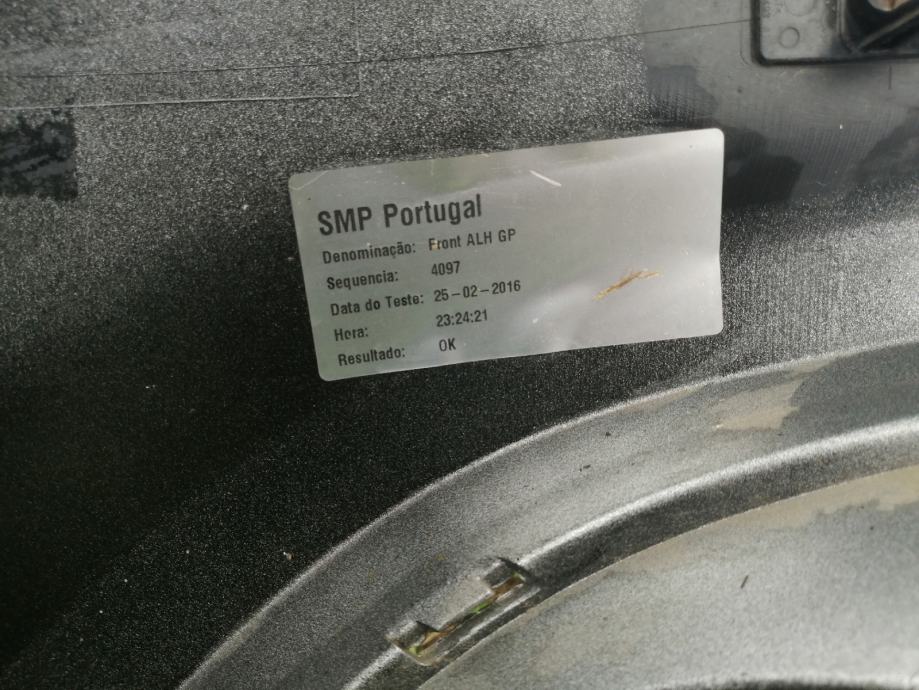 SMP Portugal
Denominação: Front ALH GP
Sequencia: 4097
Data do Teste: 25-02-2016
Hora: 23:24:21
Resultado: OK